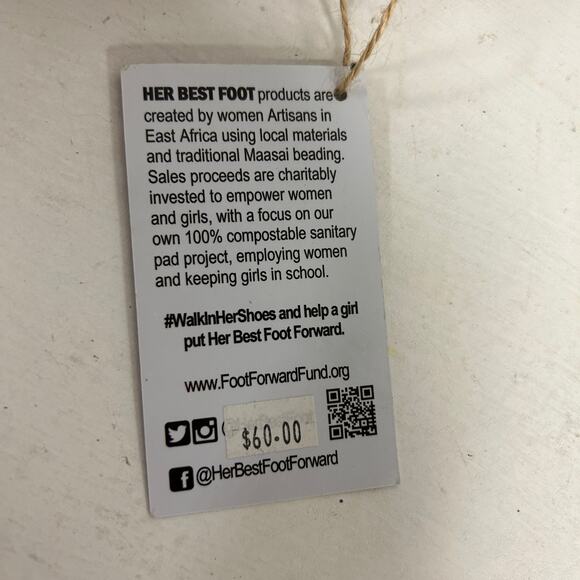 HER BEST FOOT products are
created by women Artisans in
East Africa using local materials
and traditional Maasai beading.
Sales proceeds are charitably
invested to empower women
and girls, with a focus on our
own 100% compostable sanitary
pad project, employing women
and keeping girls in school.
#WalkInHerShoes and help a girl
put Her Best Foot Forward.
www.FootForwardFund.org
$60.00
@HerBestFootForward